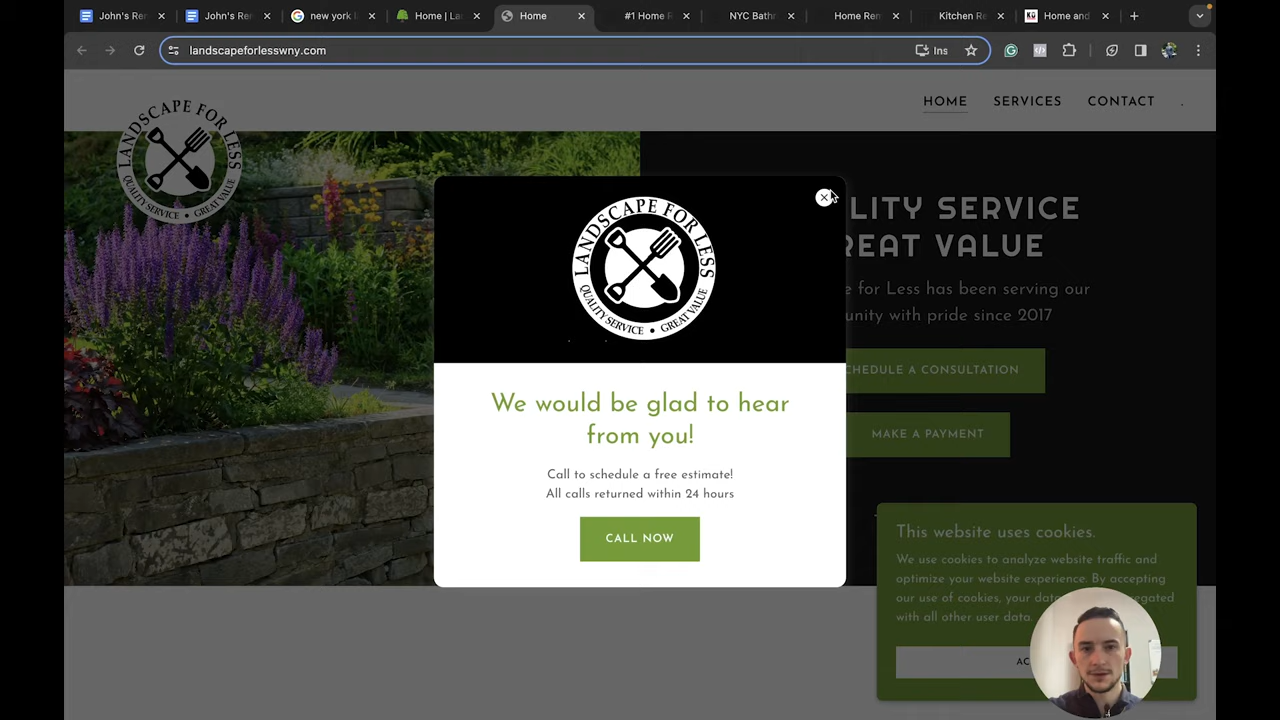 John's Re
John's Re
new york l
Home | La
Home
#1 Home R
NYC Bath
Home Ren
Kitchen Re
Home and
landscapeforlesswny.com
Ins
LANDSCAPE FOR LESS
QUALITY SERVICE • GREAT VALUE
HOME
SERVICES
CONTACT
.
LITY SERVICE
REAT VALUE
e for Less has been serving our
unity with pride since 2017
CHEDULE A CONSULTATION
MAKE A PAYMENT
LANDSCAPE FOR LESS
QUALITY SERVICE • GREAT VALUE
We would be glad to hear
from you!
Call to schedule a free estimate!
All calls returned within 24 hours
CALL NOW
This website uses cookies.
We use cookies to analyze website traffic and
optimize your website experience. By accepting
our use of cookies, your data egated
with all other user data.
AC